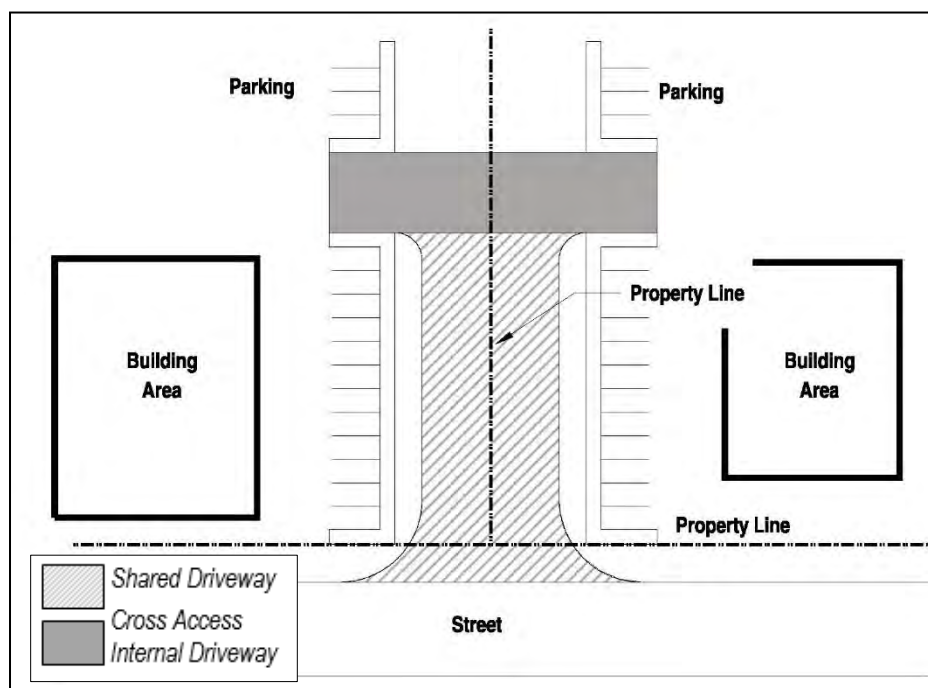 Parking
Parking
Property Line
Building
Area
Building
Area
Property Line
Shared Driveway
Cross Access
Internal Driveway
Street